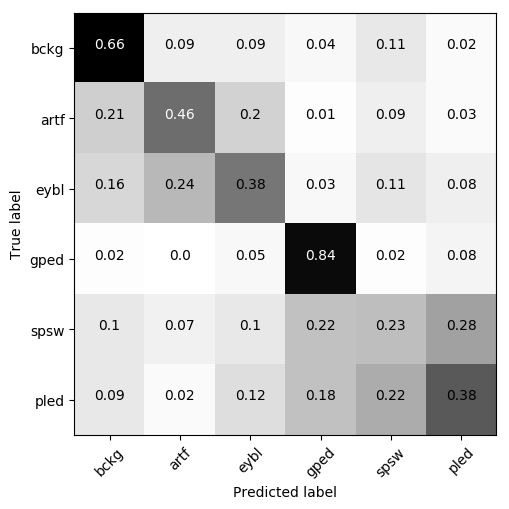 bckg 0.66 0.09 0.09 0.04 0.11 0.02
artf 0.21 0.46 0.2 0.01 0.09 0.03
eybl 0.16 0.24 0.38 0.03 0.11 0.08
gped 0.02 0.0 0.05 0.84 0.02 0.08
spsw 0.1 0.07 0.1 0.22 0.23 0.28
pled 0.09 0.02 0.12 0.18 0.22 0.38
True label
bckg artf eybl gped spsw pled
Predicted label